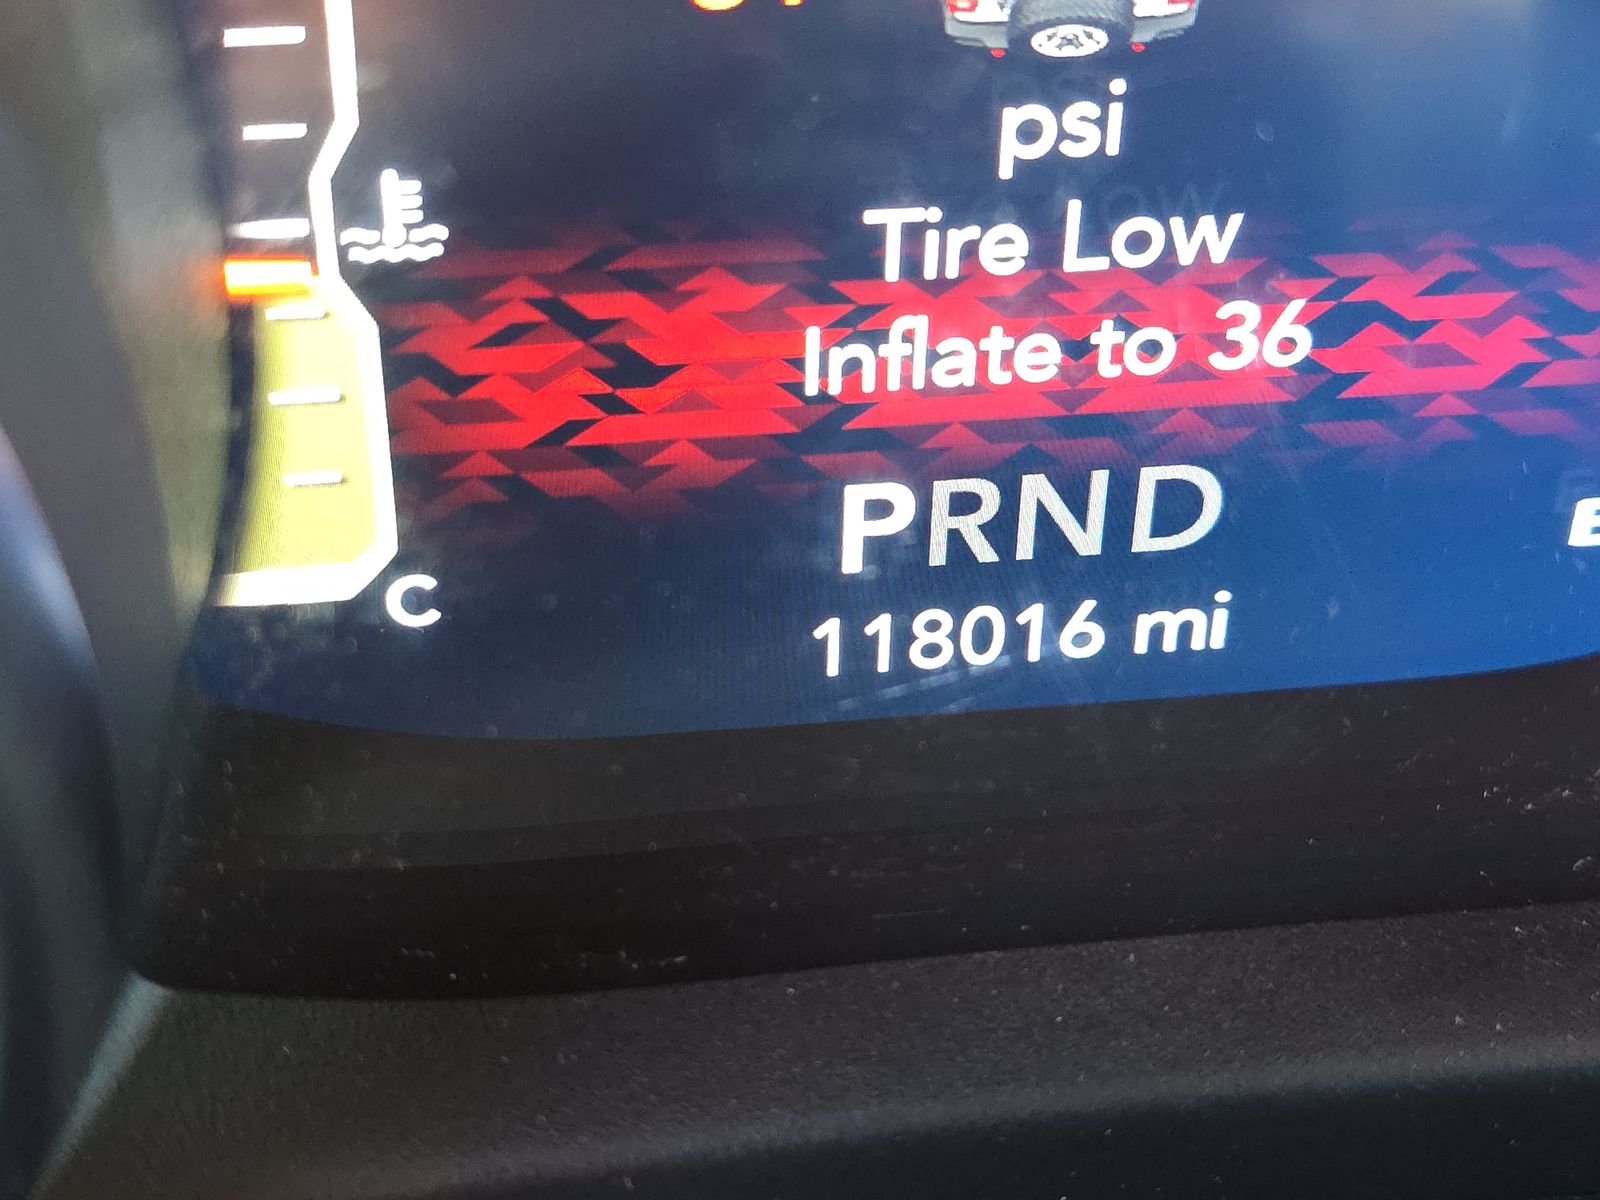 psi
Tire Low
Inflate to 36
PRND
118016 mi
C